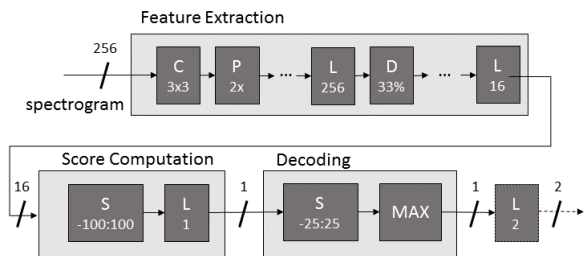 Feature Extraction
256
spectrogram
C
3x3
P
2x
...
L
256
D
33%
...
L
16
16
Score Computation
S
-100:100
L
1
1
Decoding
S
-25:25
MAX
1
L
2
2